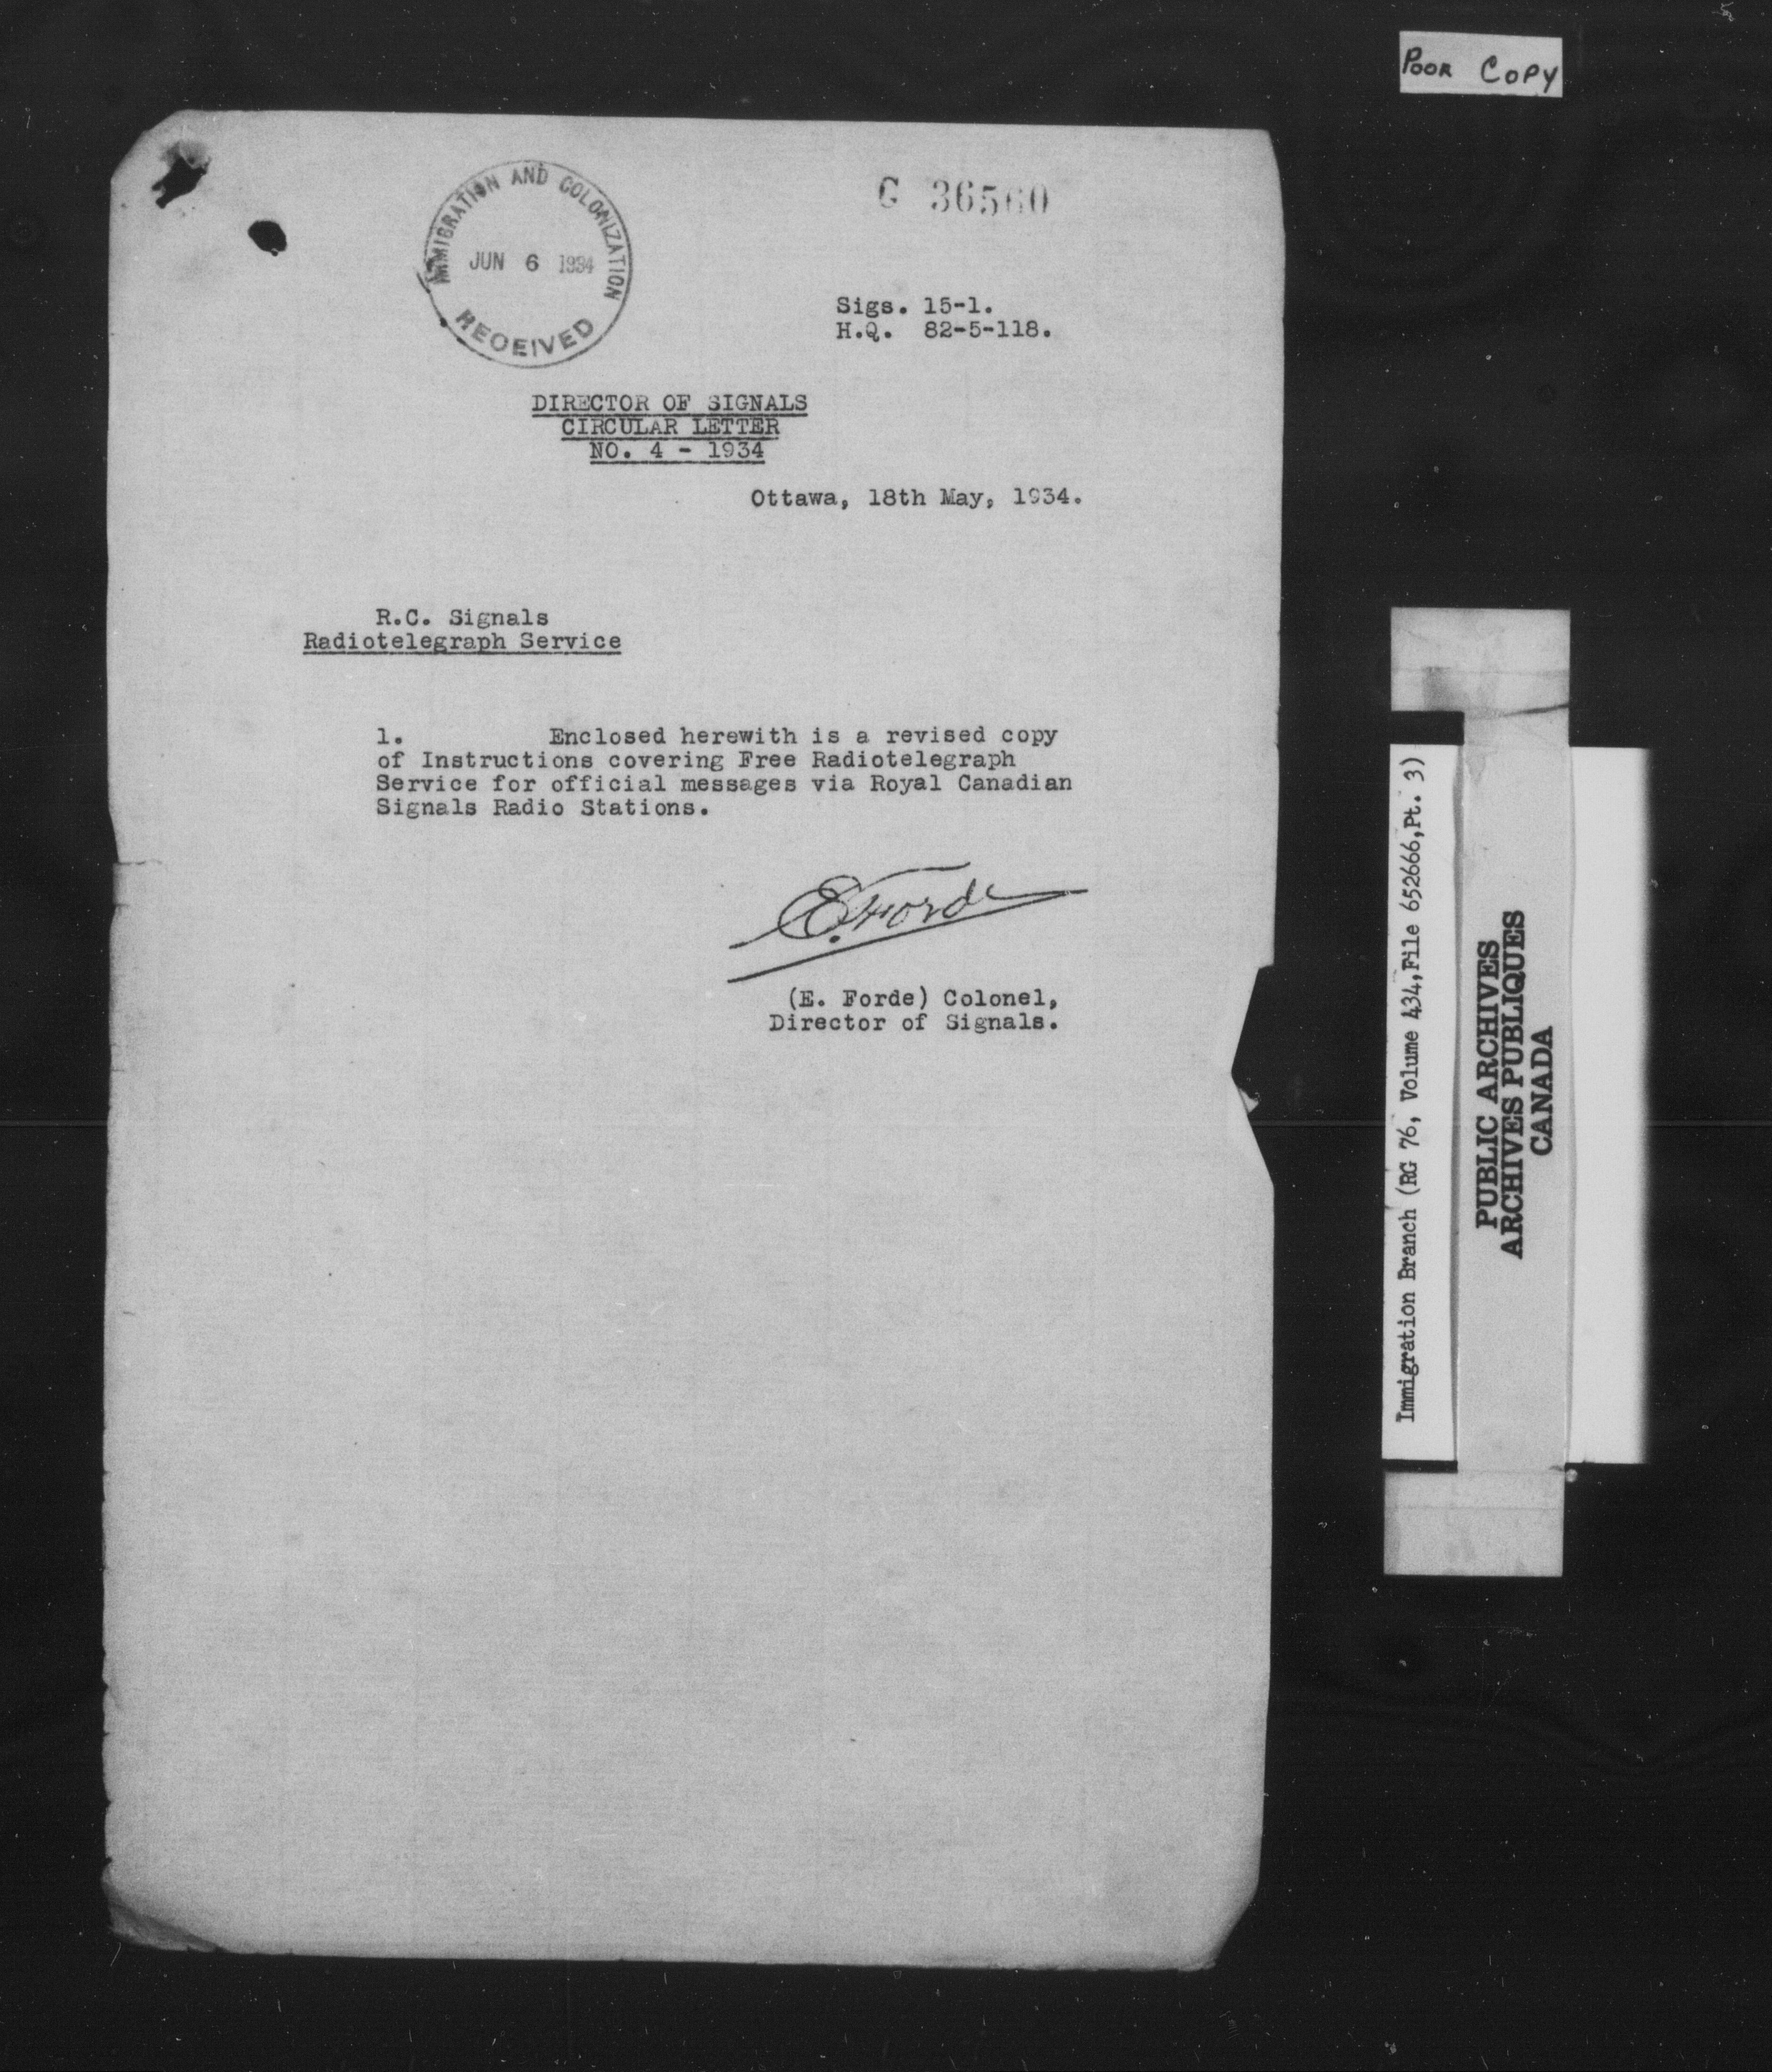 POOR COPY
IMMIGRATION AND COLONIZATION
JUN 6 1934
RECEIVED
G 36560
Sigs. 15-1.
H.Q. 82-5-118.
DIRECTOR OF SIGNALS
CIRCULAR LETTER
NO. 4 - 1934
Ottawa, 18th May, 1934.
R.C. Signals
Radiotelegraph Service
1. Enclosed herewith is a revised copy
of Instructions covering Free Radiotelegraph
Service for official messages via Royal Canadian
Signals Radio Stations.
E. Forde
(E. Forde) Colonel,
Director of Signals.
Immigration Branch (RG 76, Volume 434,File 652666,Pt. 3)
PUBLIC ARCHIVES
ARCHIVES PUBLIQUES
CANADA